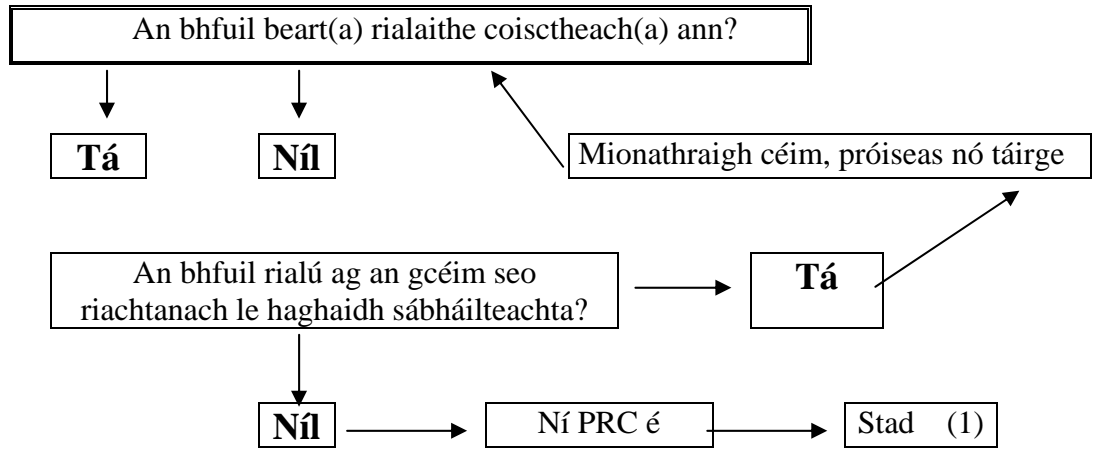 An bhfuil beart(a) rialaithe coisctheach(a) ann?
Tá
Níl
Mionathraigh céim, próiseas nó táirge
An bhfuil rialú ag an gcéim seo
riachtanach le haghaidh sábháilteachta?
Tá
Níl
Ní PRC é
Stad (1)